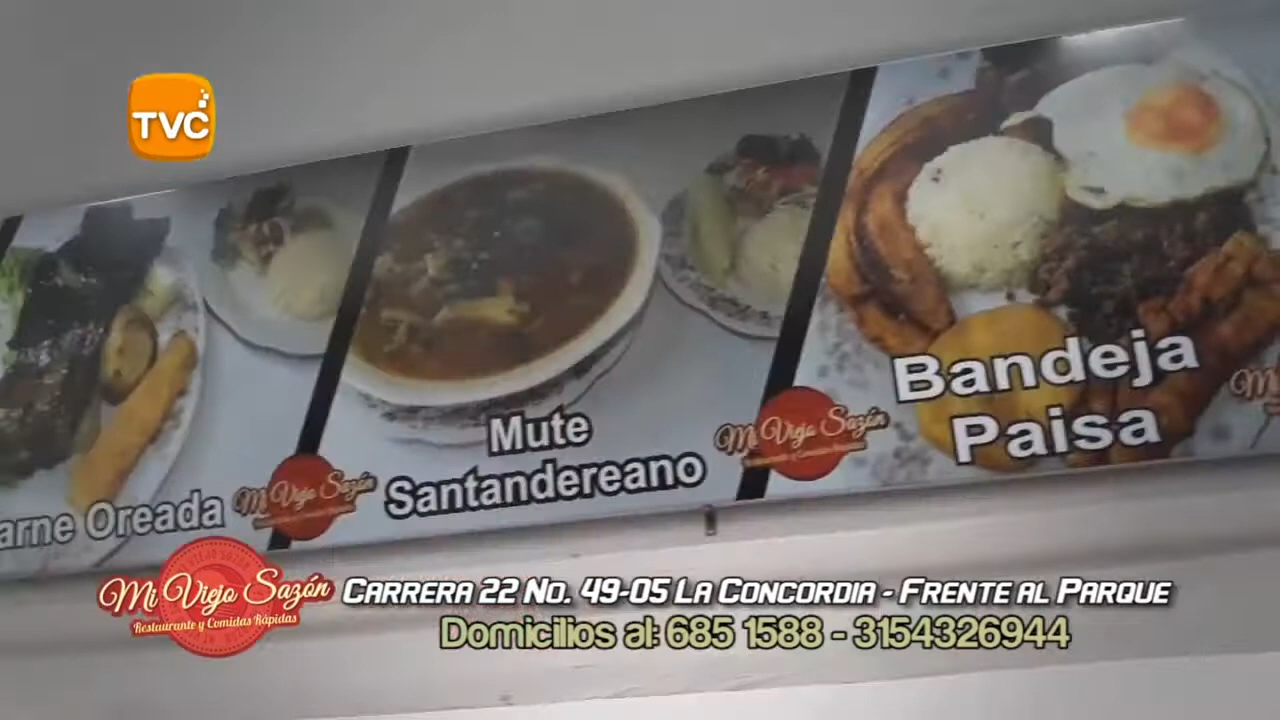 TVC
Bandeja
Paisa
Mi Viejo Sazón
Mute
Santandereano
Mi Viejo Sazón
arne Oreada
Mi Viejo Sazón
Restaurante y Comidas Rápidas
CARRERA 22 NO. 49-05 LA CONCORDIA - FRENTE AL PARQUE
Domicilios al: 685 1588 - 3154326944